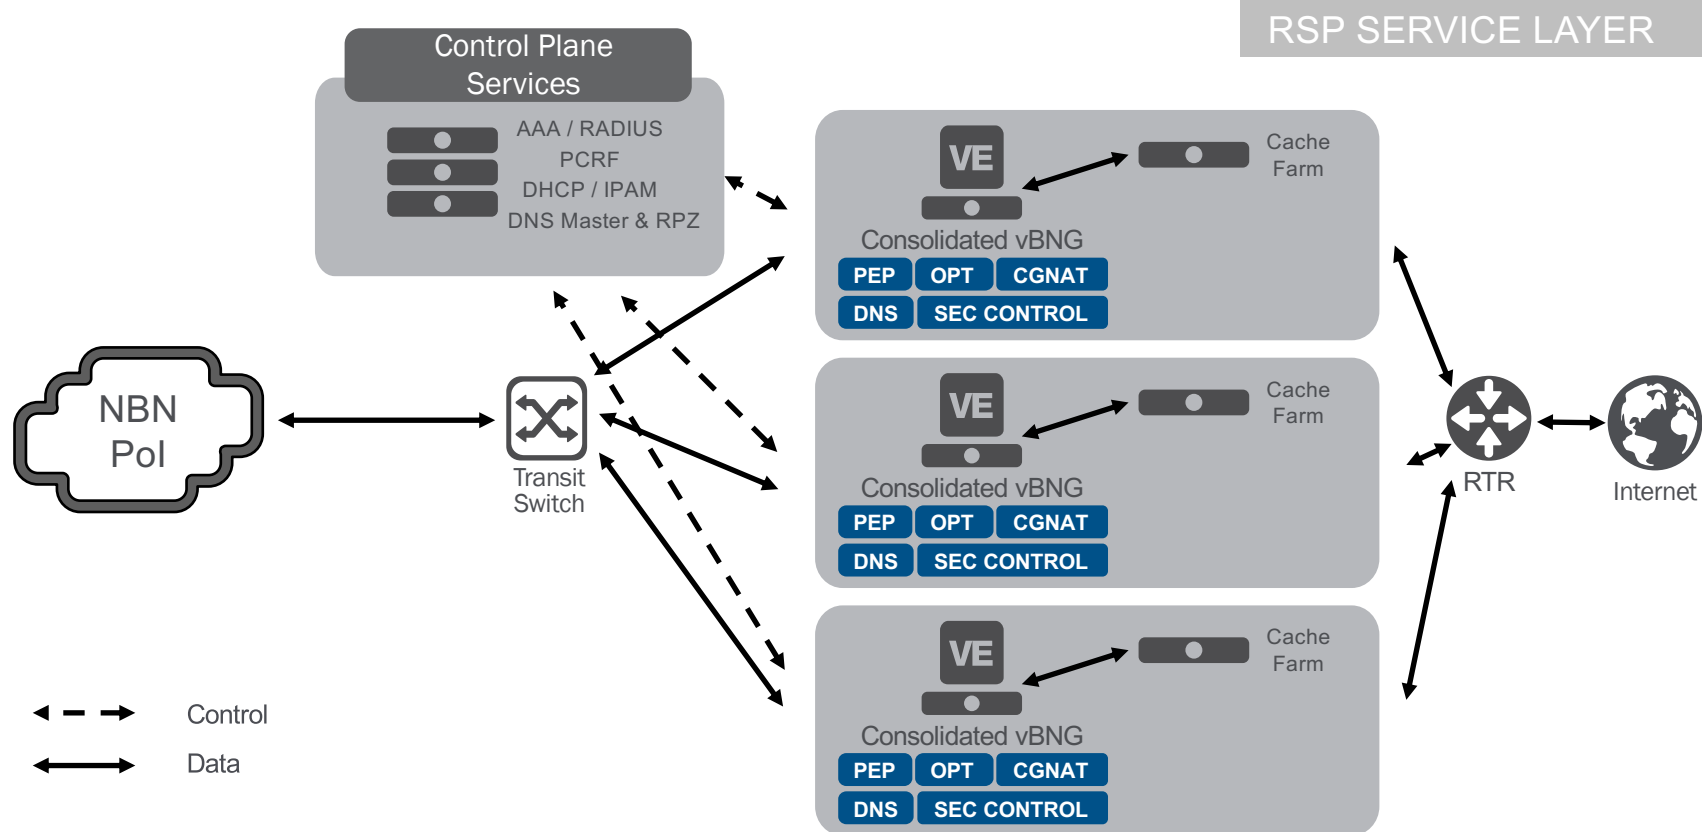 RSP SERVICE LAYER
Control Plane
Services
AAA / RADIUS
PCRF
DHCP / IPAM
DNS Master & RPZ
VE
Cache
Farm
Consolidated vBNG
PEP OPT CGNAT
DNS SEC CONTROL
NBN
PoI
Transit
Switch
VE
Cache
Farm
Consolidated vBNG
PEP OPT CGNAT
DNS SEC CONTROL
RTR
Internet
VE
Cache
Farm
Consolidated vBNG
PEP OPT CGNAT
DNS SEC CONTROL
Control
Data